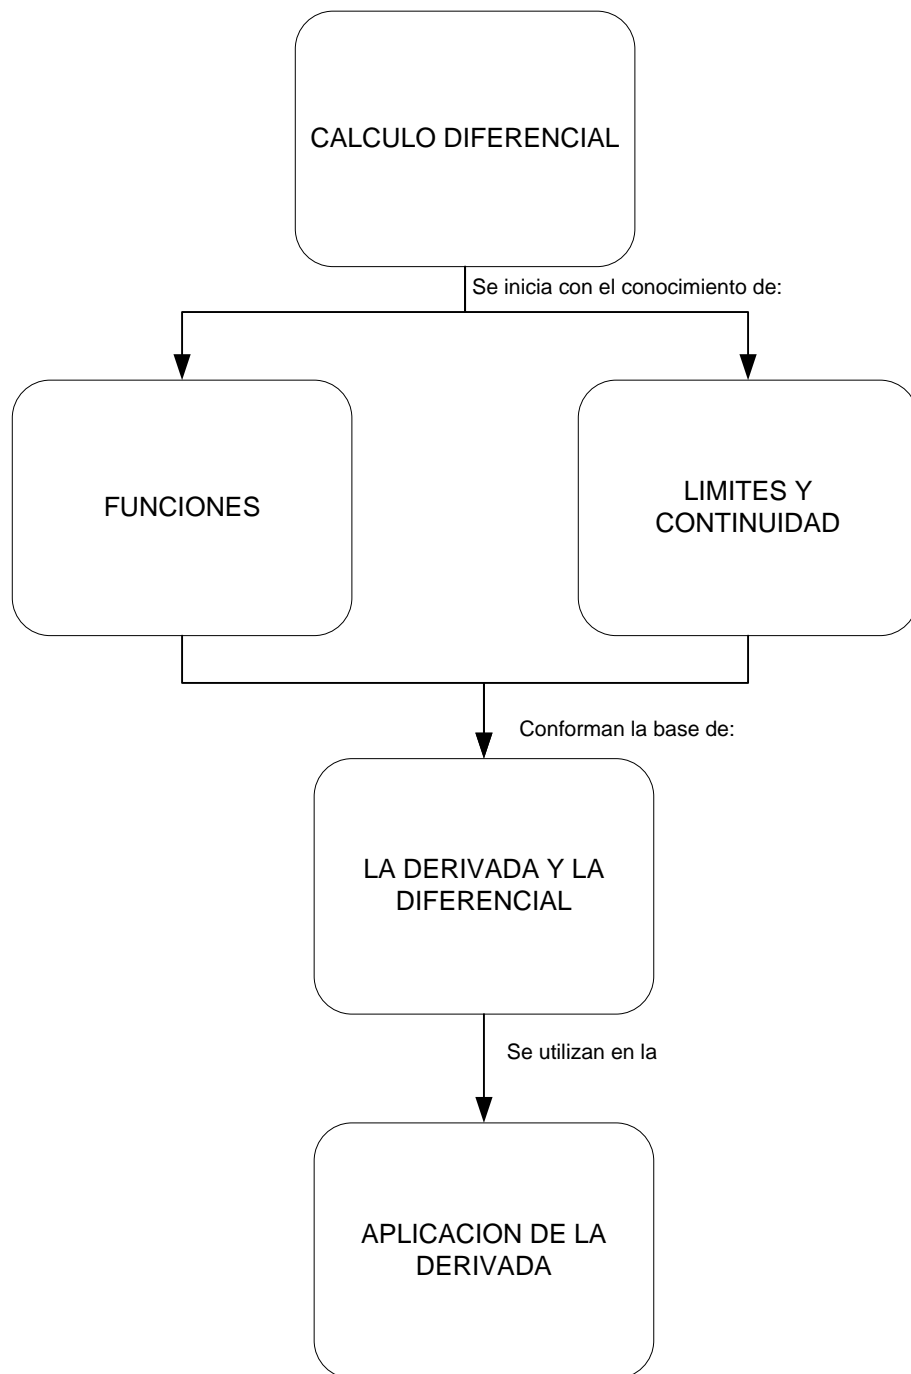 CALCULO DIFERENCIAL
Se inicia con el conocimiento de:
FUNCIONES
LIMITES Y
CONTINUIDAD
Conforman la base de:
LA DERIVADA Y LA
DIFERENCIAL
Se utilizan en la
APLICACION DE LA
DERIVADA